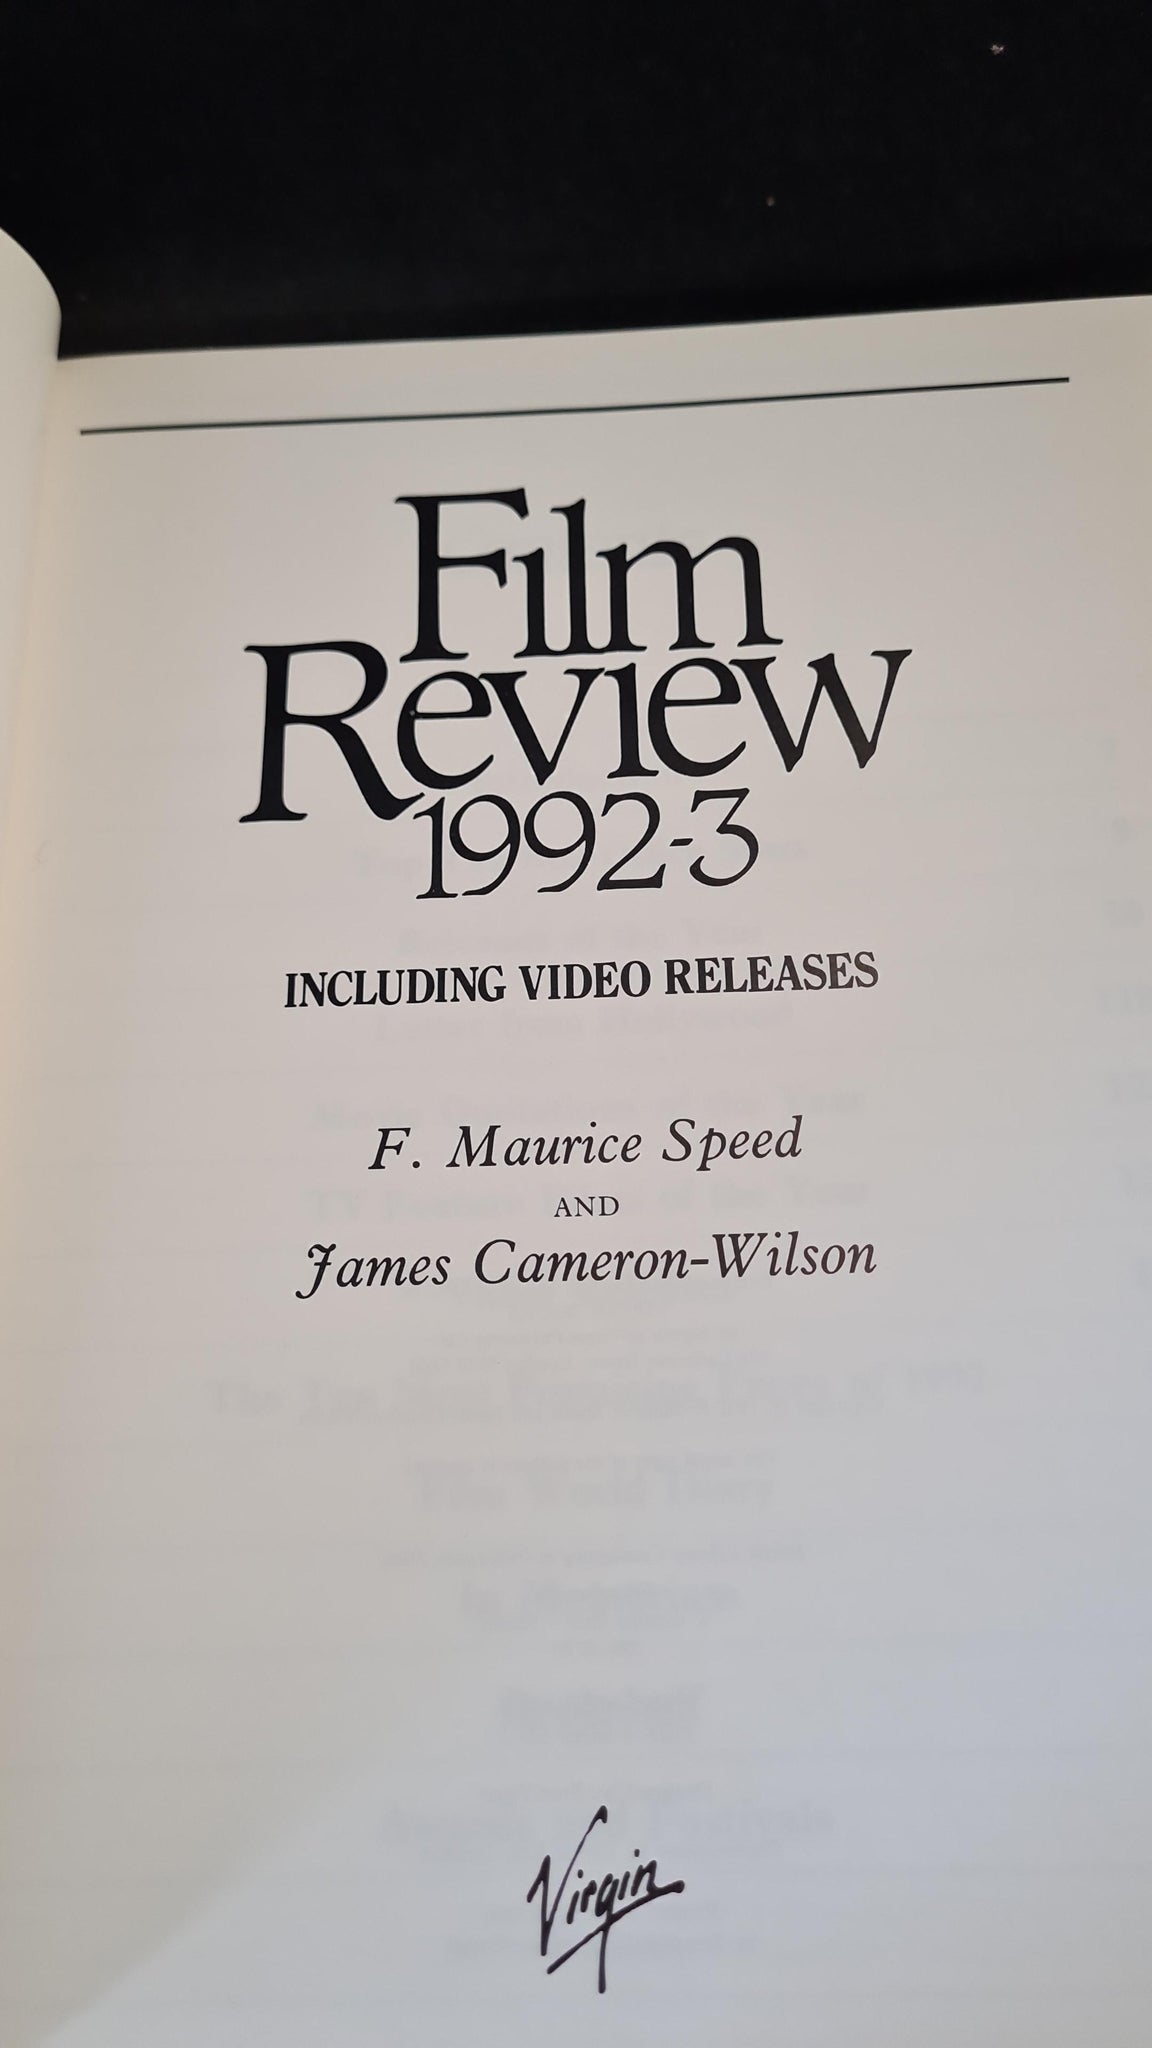 Film
Review
1992-3
INCLUDING VIDEO RELEASES
F. Maurice Speed
AND
James Cameron-Wilson
Virgin